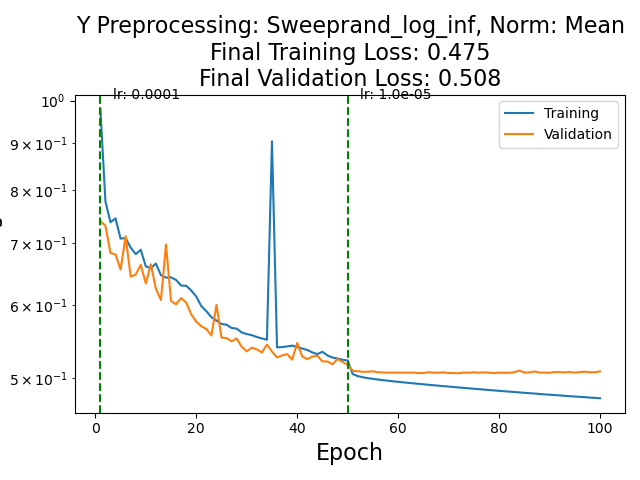 Y Preprocessing: Sweeprand_log_inf, Norm: Mean
Final Training Loss: 0.475
Final Validation Loss: 0.508
lr: 0.0001
lr: 1.0e-05
Training
Validation
10⁰
9 × 10⁻¹
8 × 10⁻¹
7 × 10⁻¹
6 × 10⁻¹
5 × 10⁻¹
0 20 40 60 80 100
Epoch